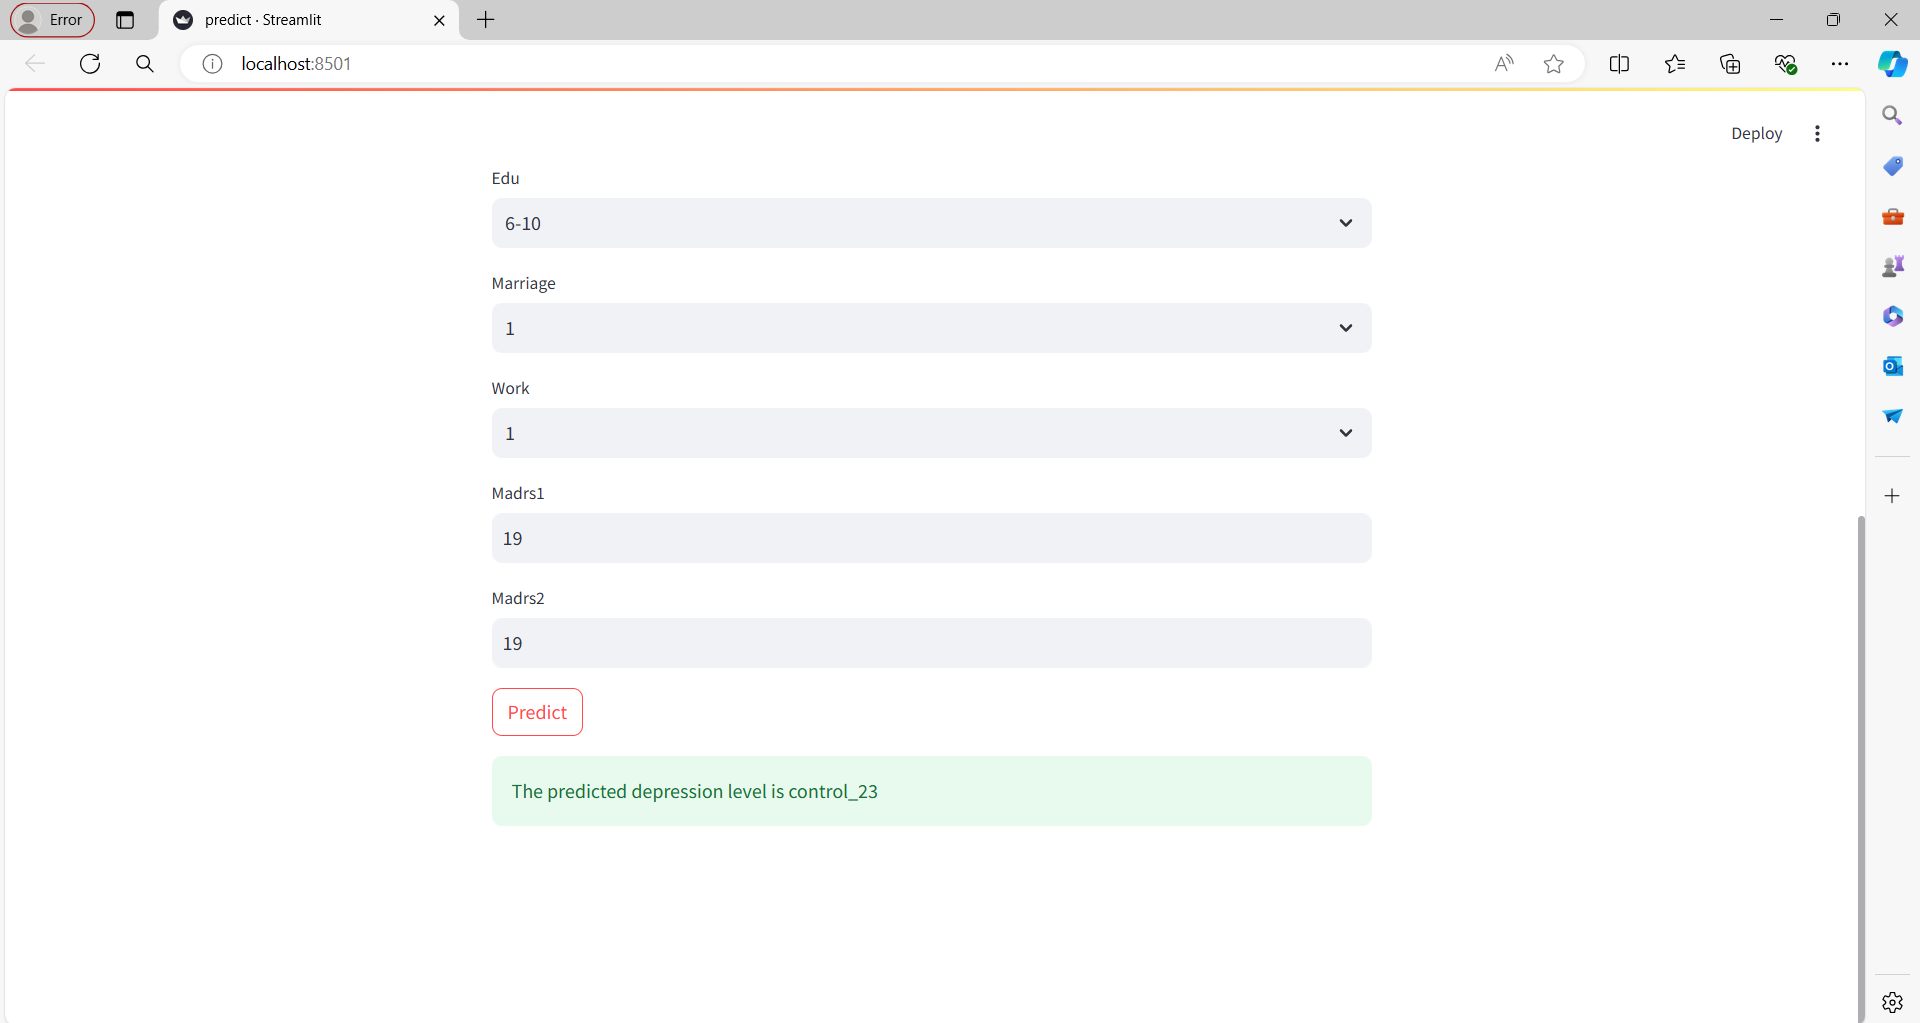 Error
predict · Streamlit
localhost:8501
Deploy
Edu
6-10
Marriage
1
Work
1
Madrs1
19
Madrs2
19
Predict
The predicted depression level is control_23